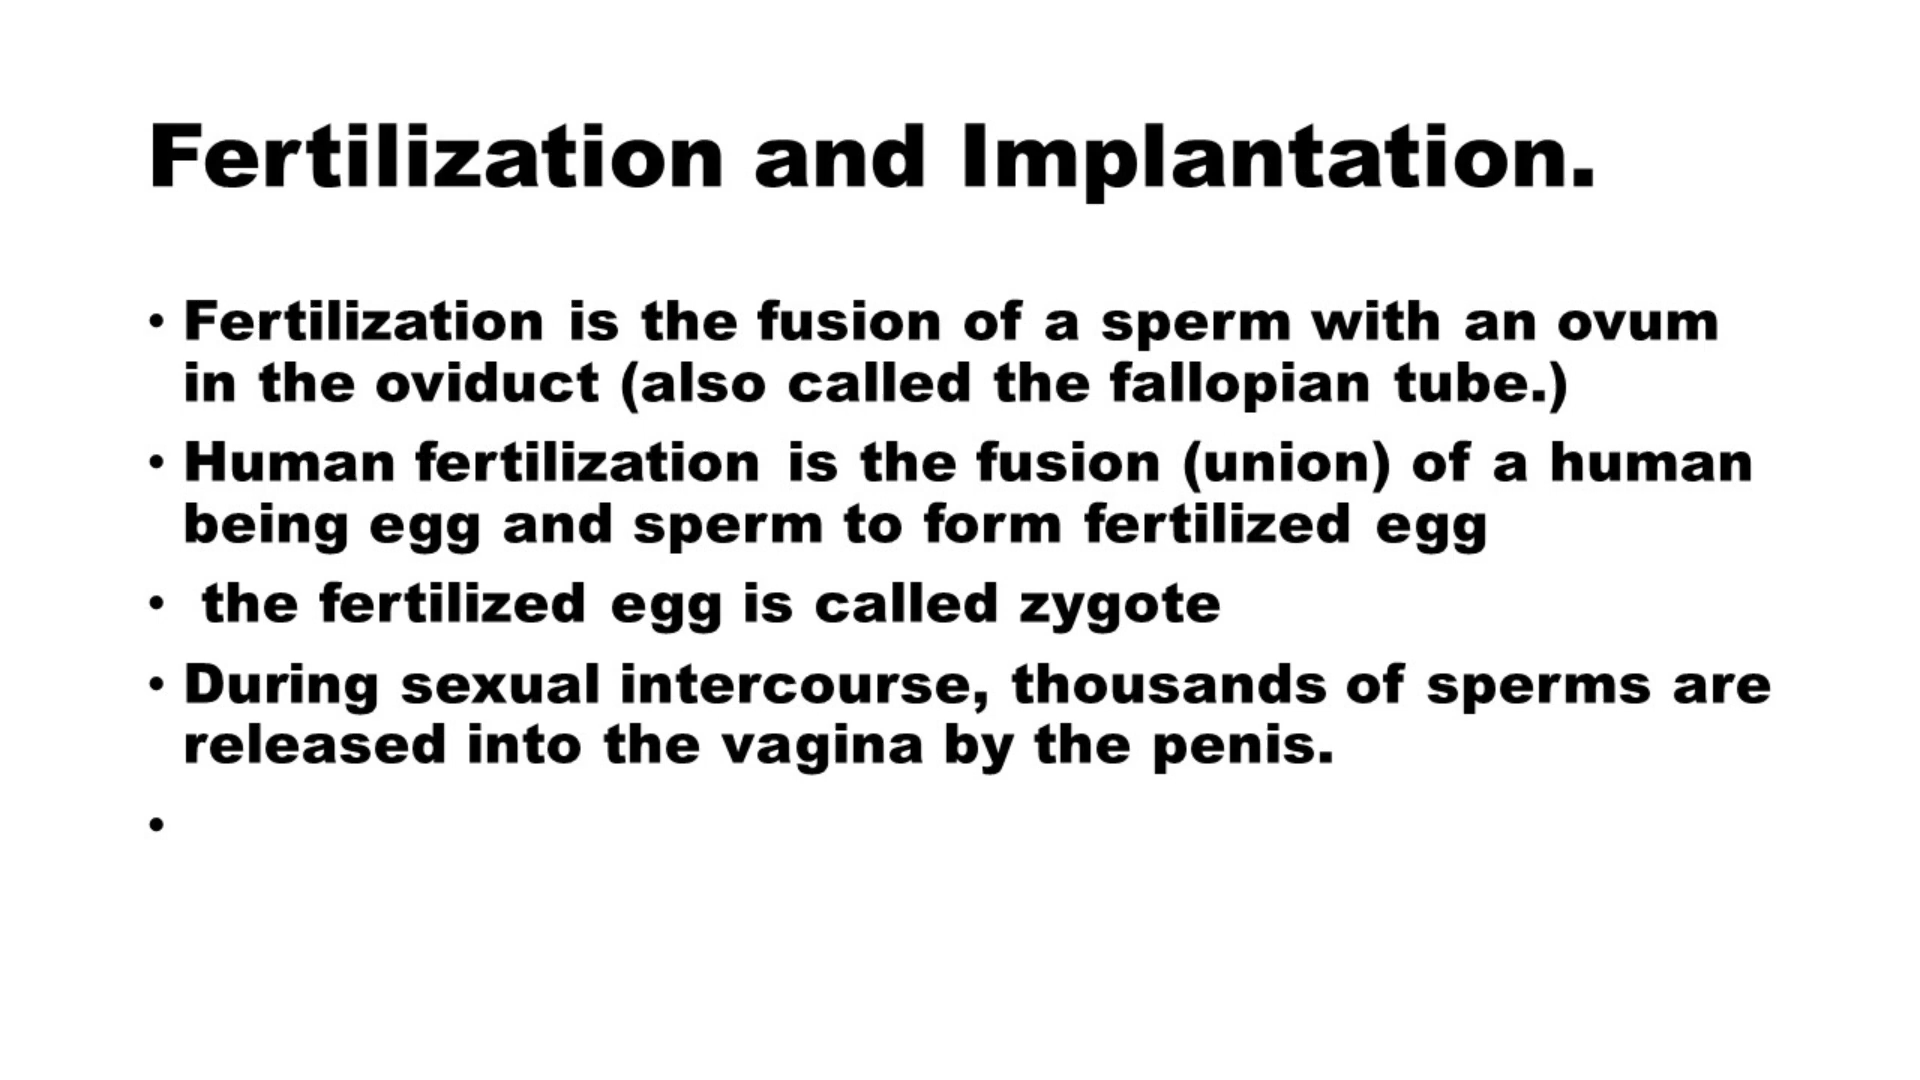 Fertilization and Implantation.
• Fertilization is the fusion of a sperm with an ovum
in the oviduct (also called the fallopian tube.)
• Human fertilization is the fusion (union) of a human
being egg and sperm to form fertilized egg
• the fertilized egg is called zygote
• During sexual intercourse, thousands of sperms are
released into the vagina by the penis.
•